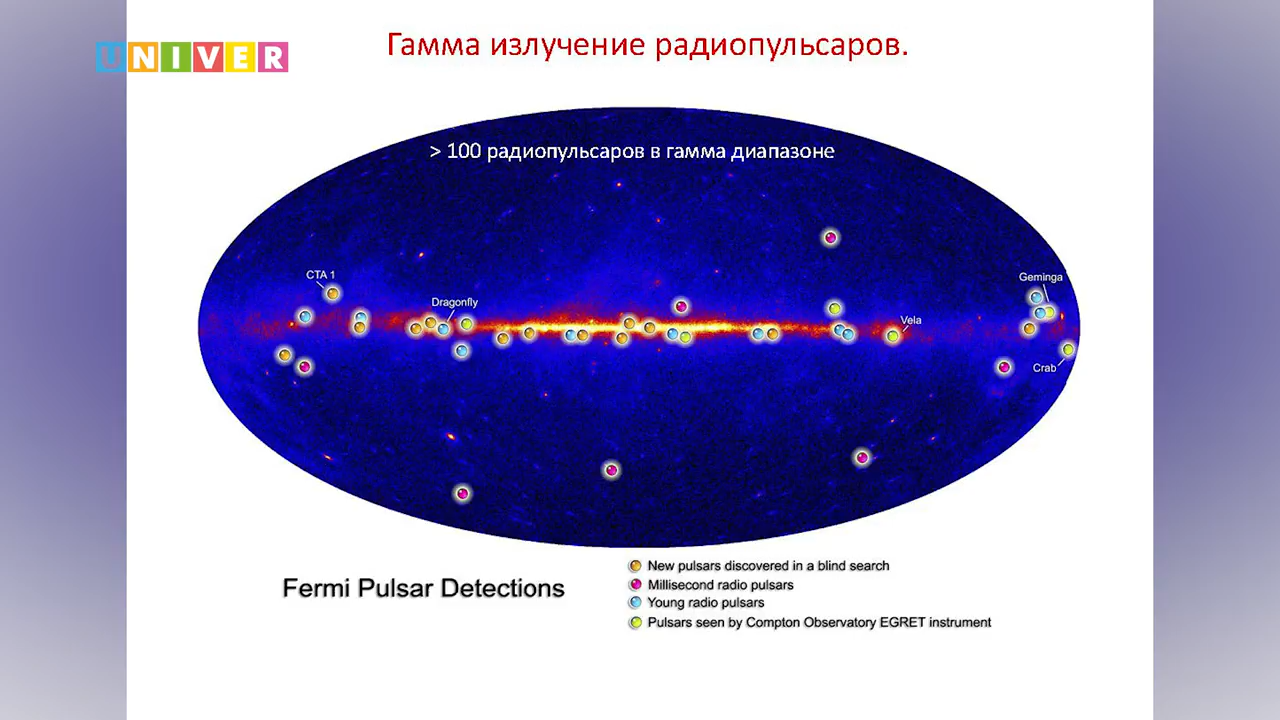 UNIVER
Гамма излучение радиопульсаров.
> 100 радиопульсаров в гамма диапазоне
CTA 1
Dragonfly
Geminga
Vela
Crab
Fermi Pulsar Detections
New pulsars discovered in a blind search
Millisecond radio pulsars
Young radio pulsars
Pulsars seen by Compton Observatory EGRET instrument